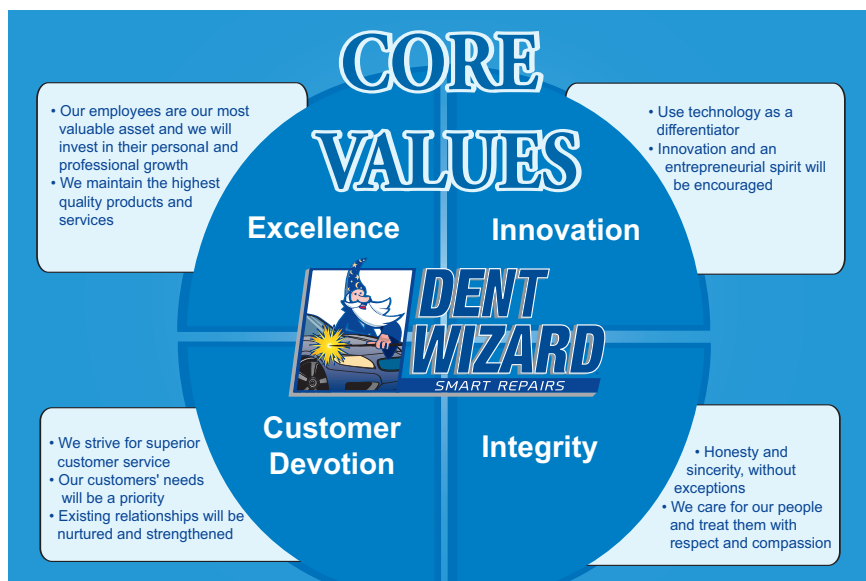 CORE
VALUES
• Our employees are our most
valuable asset and we will
invest in their personal and
professional growth
• We maintain the highest
quality products and
services
Excellence
Innovation
• Use technology as a
differentiator
• Innovation and an
entrepreneurial spirit will
be encouraged
DENT
WIZARD
SMART REPAIRS
Customer
Devotion
• We strive for superior
customer service
• Our customers' needs
will be a priority
• Existing relationships will be
nurtured and strengthened
Integrity
• Honesty and
sincerity, without
exceptions
• We care for our people
and treat them with
respect and compassion